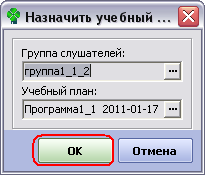 Назначить учебный ...
Группа слушателей:
группа1_1_2
...
Учебный план:
Программа1_1 2011-01-17
...
ОК
Отмена